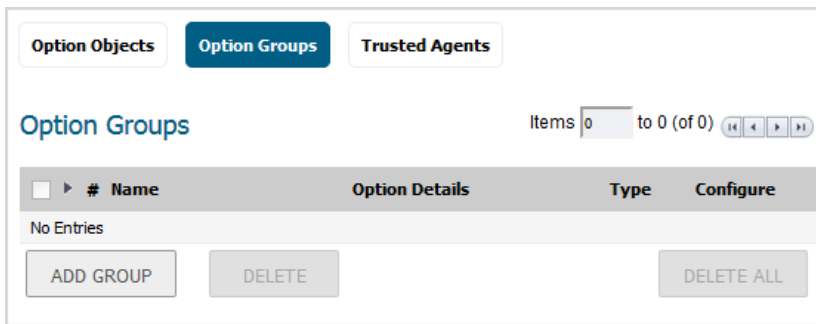 Option Objects Option Groups Trusted Agents
Option Groups Items 0 to 0 (of 0)
# Name Option Details Type Configure
No Entries
ADD GROUP DELETE DELETE ALL